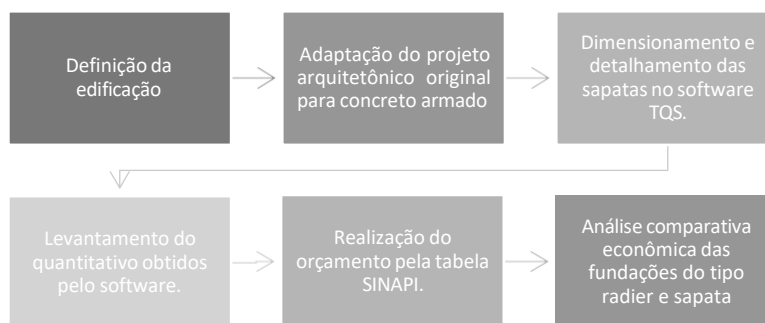 Definição da
edificação
Adaptação do projeto
arquitetônico original
para concreto armado
Dimensionamento e
detalhamento das
sapatas no software
TQS.
Levantamento do
quantitativo obtidos
pelo software.
Realização do
orçamento pela tabela
SINAPI.
Análise comparativa
econômica das
fundações do tipo
radier e sapata